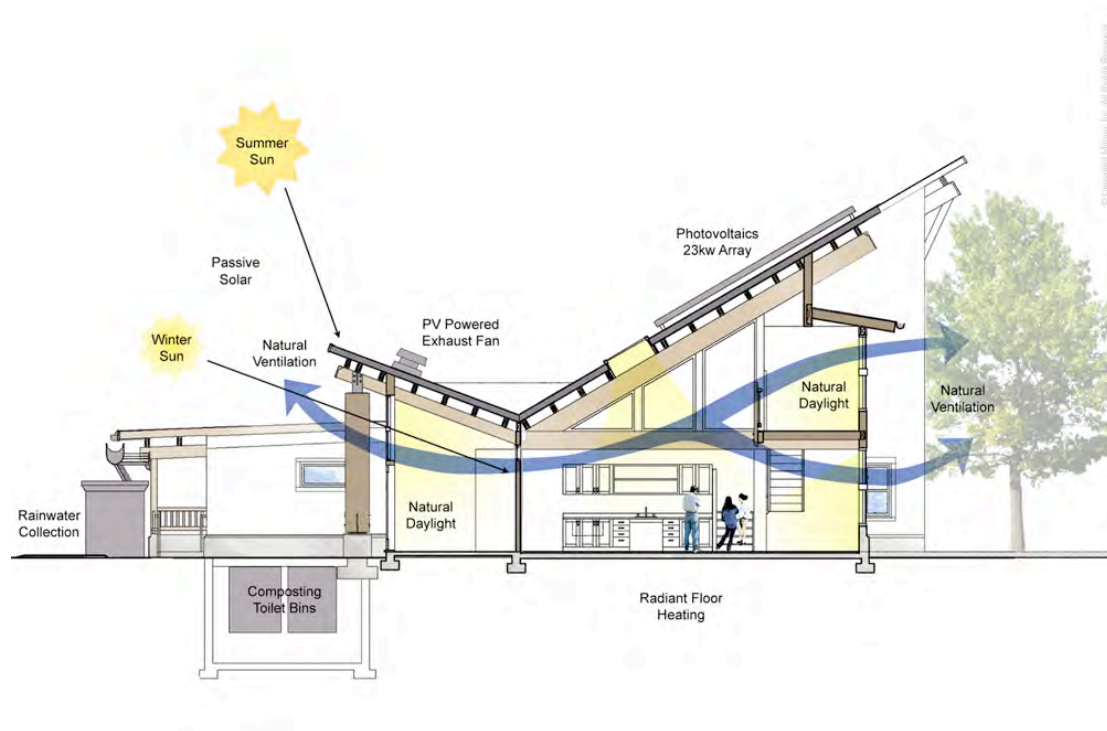 Summer
Sun
Passive
Solar
Photovoltaics
23kw Array
Winter
Sun
Natural
Ventilation
PV Powered
Exhaust Fan
Natural
Daylight
Natural
Ventilation
Natural
Daylight
Rainwater
Collection
Composting
Toilet Bins
Radiant Floor
Heating